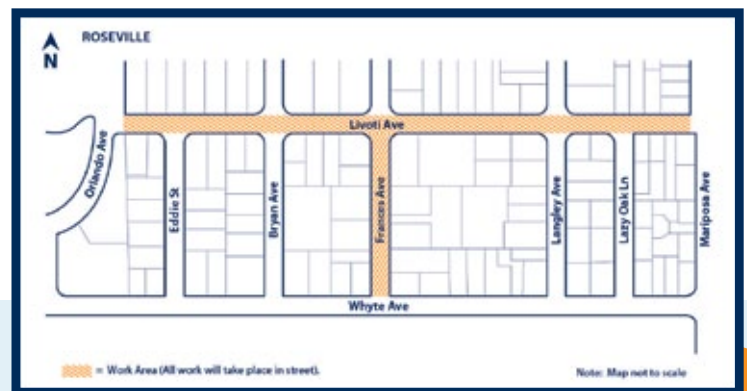 ROSEVILLE
N
Livoti Ave
Orlando Ave
Eddie St
Bryan Ave
Frances Ave
Langley Ave
Lazy Oak Ln
Mariposa Ave
Whyte Ave
= Work Area (All work will take place in street).
Note: Map not to scale